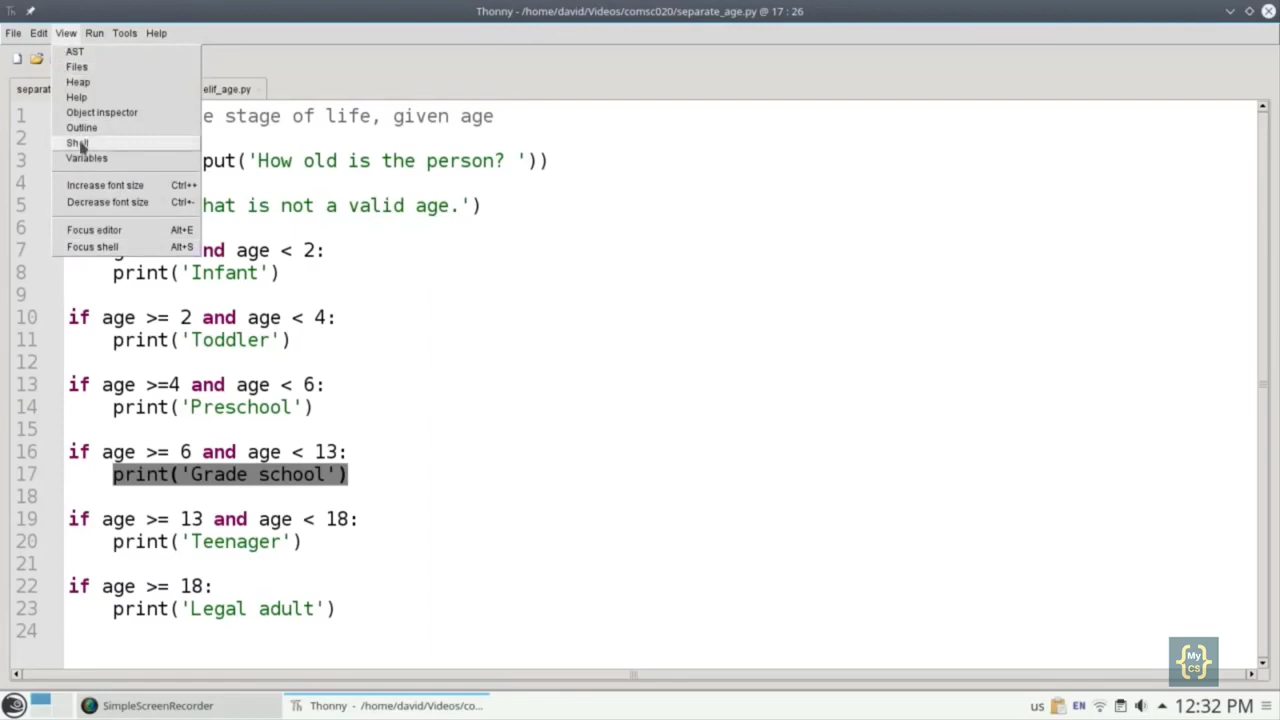 Thonny - /home/david/Videos/comsc020/separate_age.py @ 17 : 26
File Edit View Run Tools Help
AST
Files
Heap
Help
Object inspector
Outline
Shell
Variables
Increase font size Ctrl++
Decrease font size Ctrl+-
Focus editor Alt+E
Focus shell Alt+S
separat elif_age.py
1 e stage of life, given age
2
3 put('How old is the person? '))
4
5 hat is not a valid age.')
6
7 nd age < 2:
8 print('Infant')
9
10 if age >= 2 and age < 4:
11 print('Toddler')
12
13 if age >=4 and age < 6:
14 print('Preschool')
15
16 if age >= 6 and age < 13:
17 print('Grade school')
18
19 if age >= 13 and age < 18:
20 print('Teenager')
21
22 if age >= 18:
23 print('Legal adult')
24
{My CS}
SimpleScreenRecorder
Thonny - /home/david/Videos/co...
us EN 12:32 PM